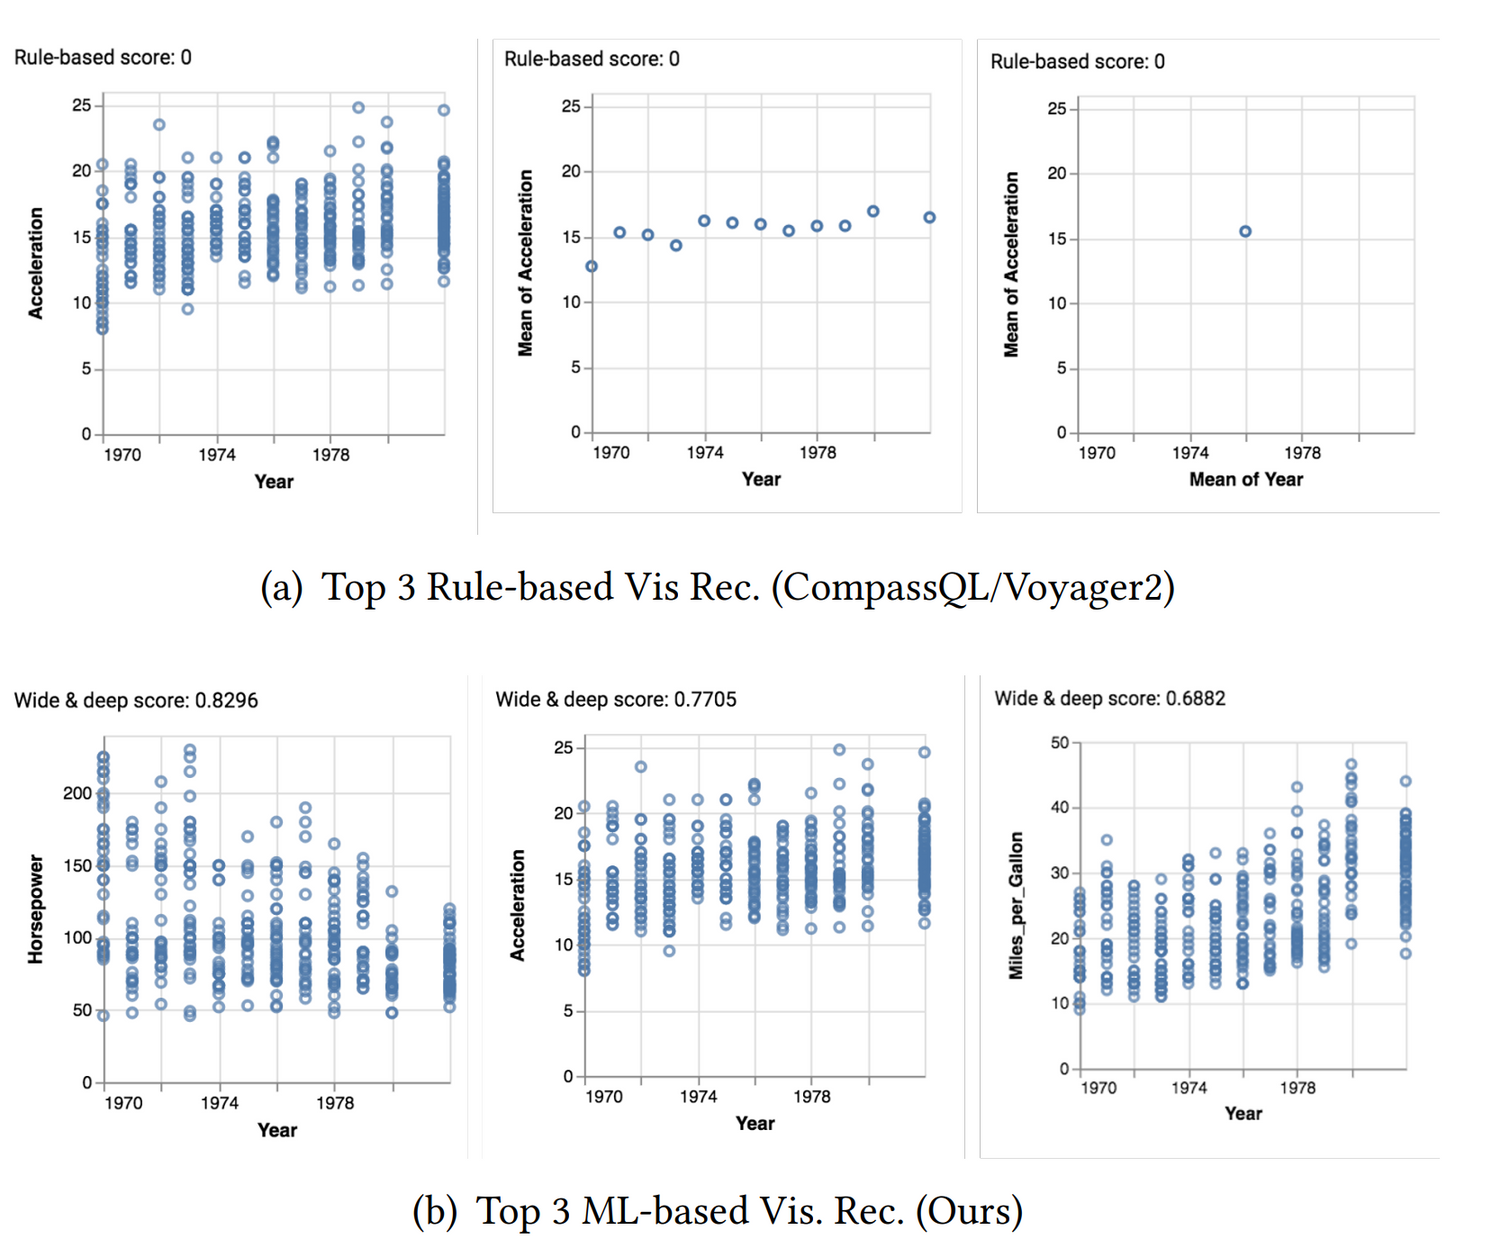 Rule-based score: 0
25
20
15
10
5
0
Acceleration
1970 1974 1978
Year
Rule-based score: 0
25
20
15
10
5
0
Mean of Acceleration
1970 1974 1978
Year
Rule-based score: 0
25
20
15
10
5
0
Mean of Acceleration
1970 1974 1978
Mean of Year
(a) Top 3 Rule-based Vis Rec. (CompassQL/Voyager2)
Wide & deep score: 0.8296
200
150
100
50
0
Horsepower
1970 1974 1978
Year
Wide & deep score: 0.7705
25
20
15
10
5
0
Acceleration
1970 1974 1978
Year
Wide & deep score: 0.6882
50
40
30
20
10
0
Miles_per_Gallon
1970 1974 1978
Year
(b) Top 3 ML-based Vis. Rec. (Ours)